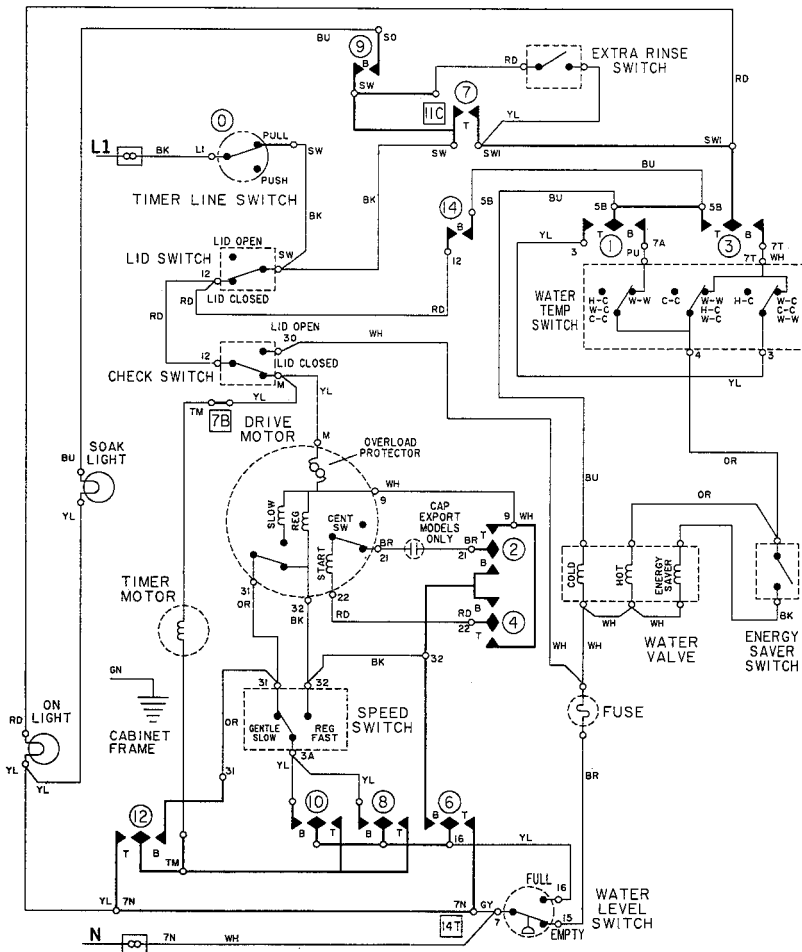 BU
SO
9
B
SW
RD
EXTRA RINSE
SWITCH
RD
7
11C
T
YL
0
PULL
L1
BK
L1
SW
PUSH
TIMER LINE SWITCH
SW
SW1
SW1
BU
BK
BK
14
5B
B
12
BU
5B
5B
YL
T
B
T
B
3
1
7A
3
7T
PU
7T
WH
LID SWITCH
LID OPEN
SW
12
RD
LID CLOSED
RD
RD
WATER
TEMP
SWITCH
H-C
W-C
C-C
W-W
C-C
W-W
H-C
W-C
H-C
W-C
C-C
W-W
4
3
YL
LID OPEN
30
WH
12
LID CLOSED
CHECK SWITCH
M
YL
YL
TM
7B
DRIVE
MOTOR
M
OVERLOAD
PROTECTOR
SOAK
LIGHT
BU
YL
WH
9
SLOW
REG
CENT
SW
START
CAP
EXPORT
MODELS
ONLY
9
WH
T
BR
21
BR
21
2
B
B
RD
22
4
T
22
RD
31
OR
32
BK
BU
OR
OR
COLD
HOT
ENERGY
SAVER
WH
WH
BK
WATER
VALVE
ENERGY
SAVER
SWITCH
WH
WH
TIMER
MOTOR
GN
CABINET
FRAME
BK
32
31
32
OR
GENTLE
SLOW
REG
FAST
SPEED
SWITCH
3A
YL
YL
FUSE
BR
ON
LIGHT
RD
YL
YL
31
12
T
B
10
B
T
8
B
T
6
B
T
16
YL
TM
YL
7N
7N
14T
GY
7
FULL
16
15
EMPTY
WATER
LEVEL
SWITCH
N
7N
WH